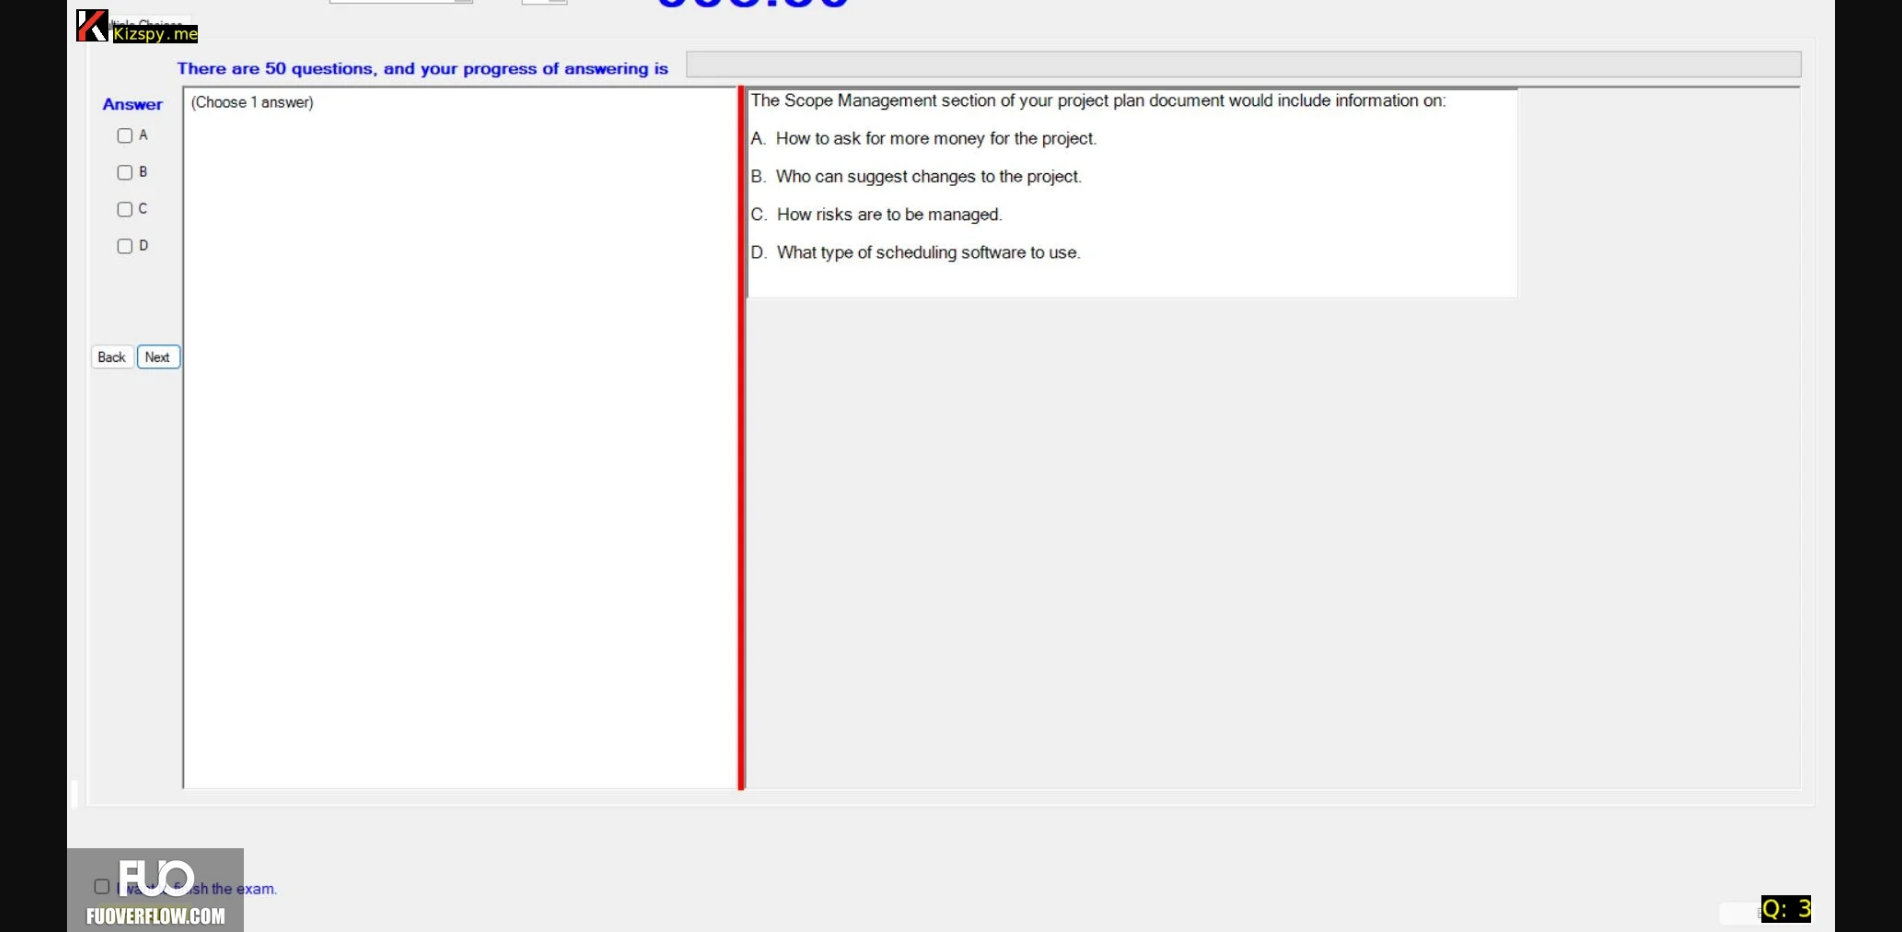 Kizspy.me
There are 50 questions, and your progress of answering is
Answer
(Choose 1 answer)
A
B
C
D
Back
Next
The Scope Management section of your project plan document would include information on:
A. How to ask for more money for the project.
B. Who can suggest changes to the project.
C. How risks are to be managed.
D. What type of scheduling software to use.
FUO
the exam.
FUOVERFLOW.COM
Q: 3